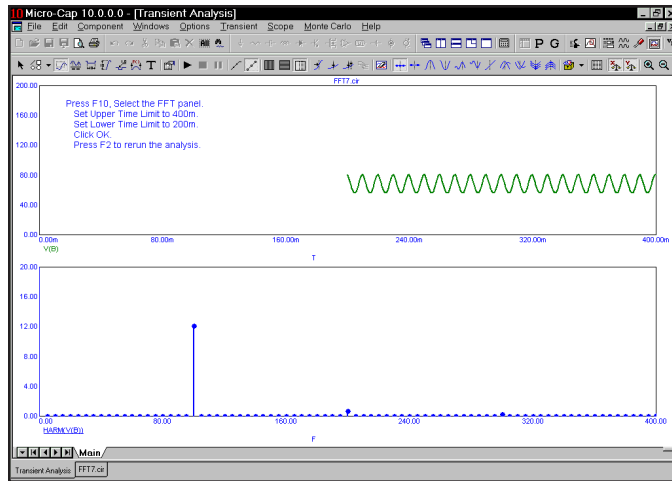 Micro-Cap 10.0.0.0 - [Transient Analysis]
File Edit Component Windows Options Transient Scope Monte Carlo Help
T
P G
FFT7.cir
200.00
160.00
120.00
80.00
40.00
0.00
Press F10, Select the FFT panel.
Set Upper Time Limit to 400m.
Set Lower Time Limit to 200m.
Click OK.
Press F2 to rerun the analysis.
0.00m 80.00m 160.00m 240.00m 320.00m 400.00m
V(B)
T
20.00
16.00
12.00
8.00
4.00
0.00
0.00 80.00 160.00 240.00 320.00 400.00
HARM(V(B))
F
Main
Transient Analysis FFT7.cir